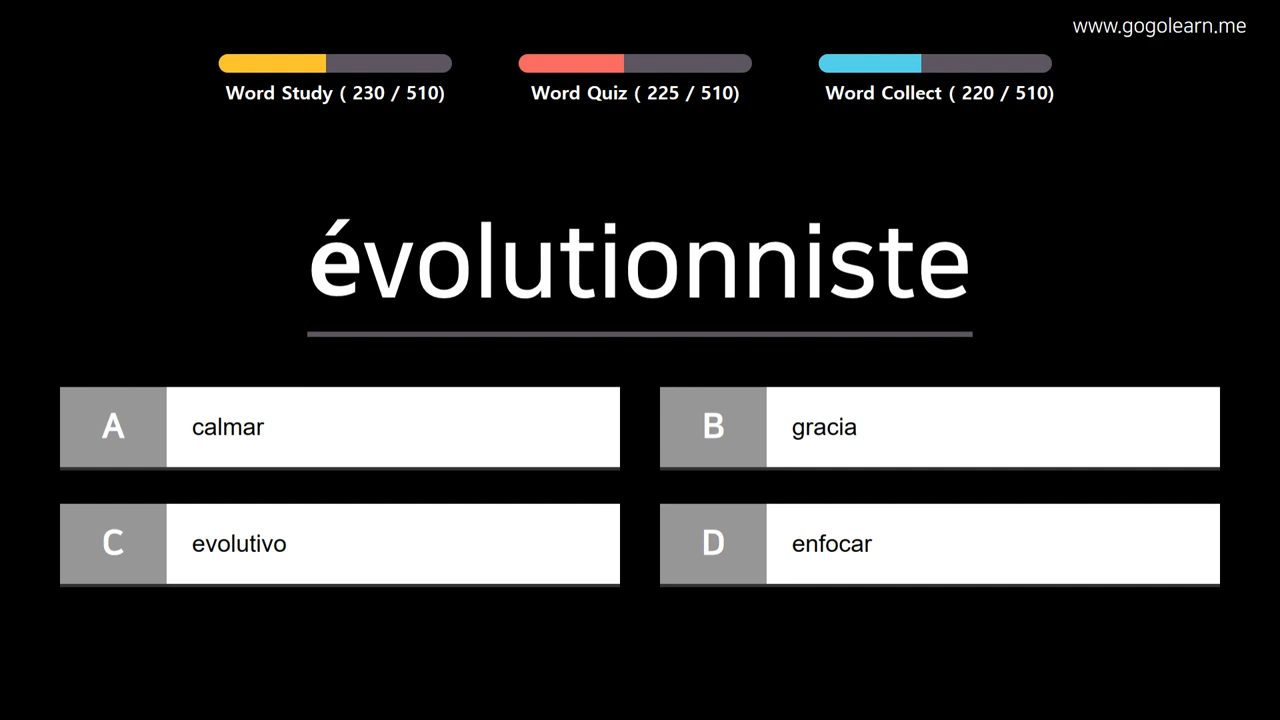 www.gogolearn.me
Word Study ( 230 / 510)
Word Quiz ( 225 / 510)
Word Collect ( 220 / 510)
évolutionniste
A calmar
B gracia
C evolutivo
D enfocar